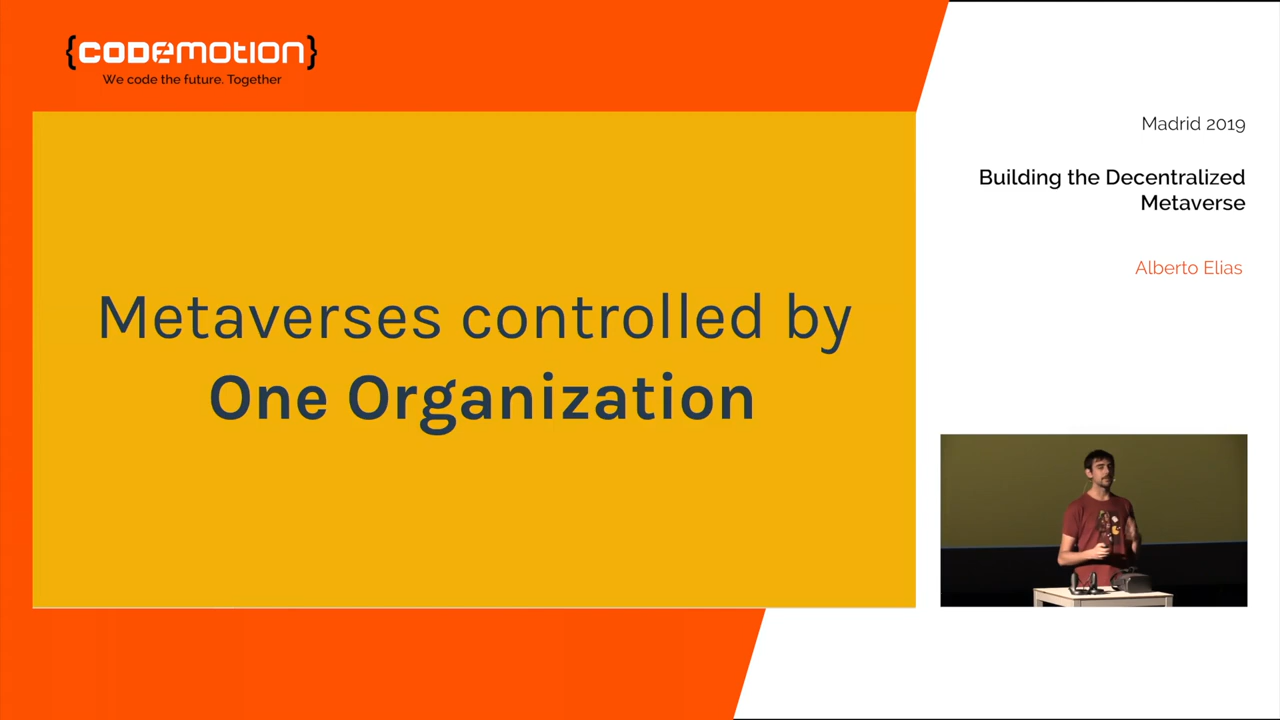 {CODEMOTION}
We code the future. Together
Metaverses controlled by
One Organization
Madrid 2019
Building the Decentralized
Metaverse
Alberto Elias